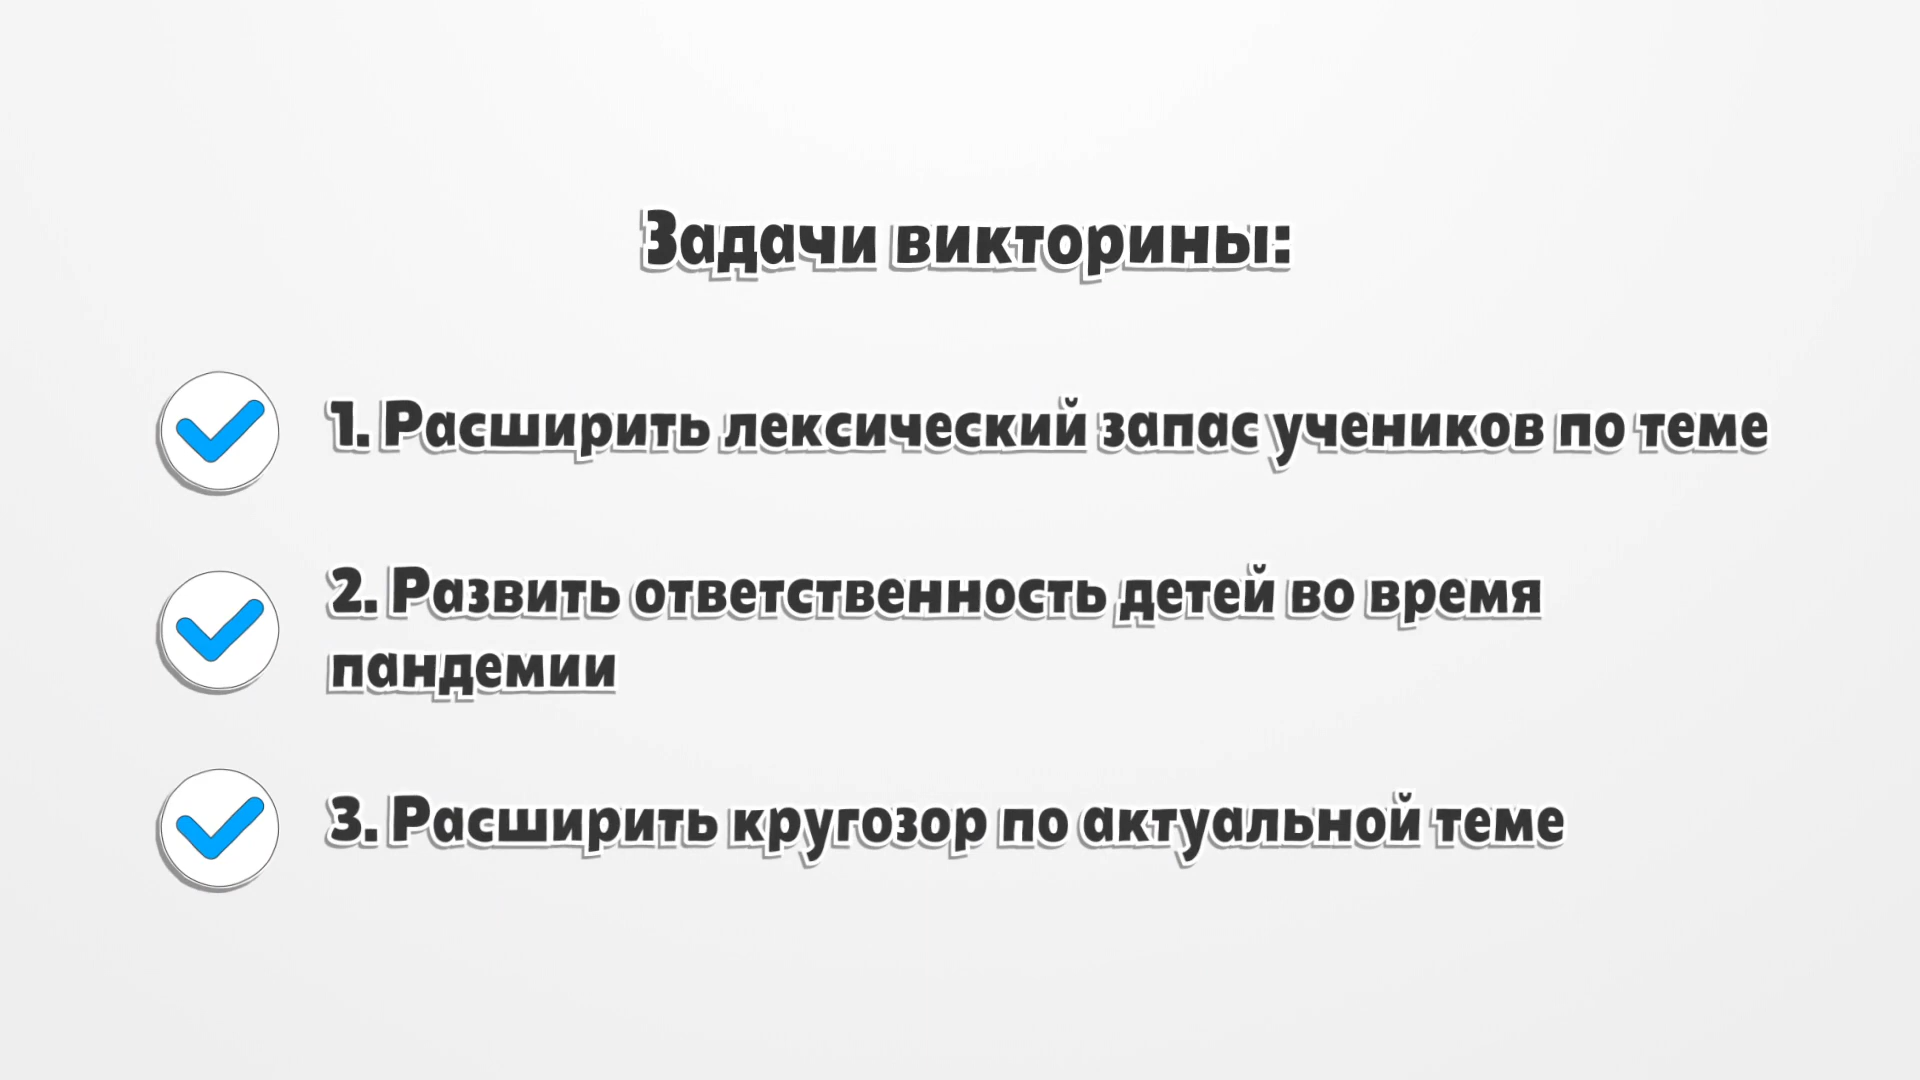 Задачи викторины:
1. Расширить лексический запас учеников по теме
2. Развить ответственность детей во время
пандемии
3. Расширить кругозор по актуальной теме